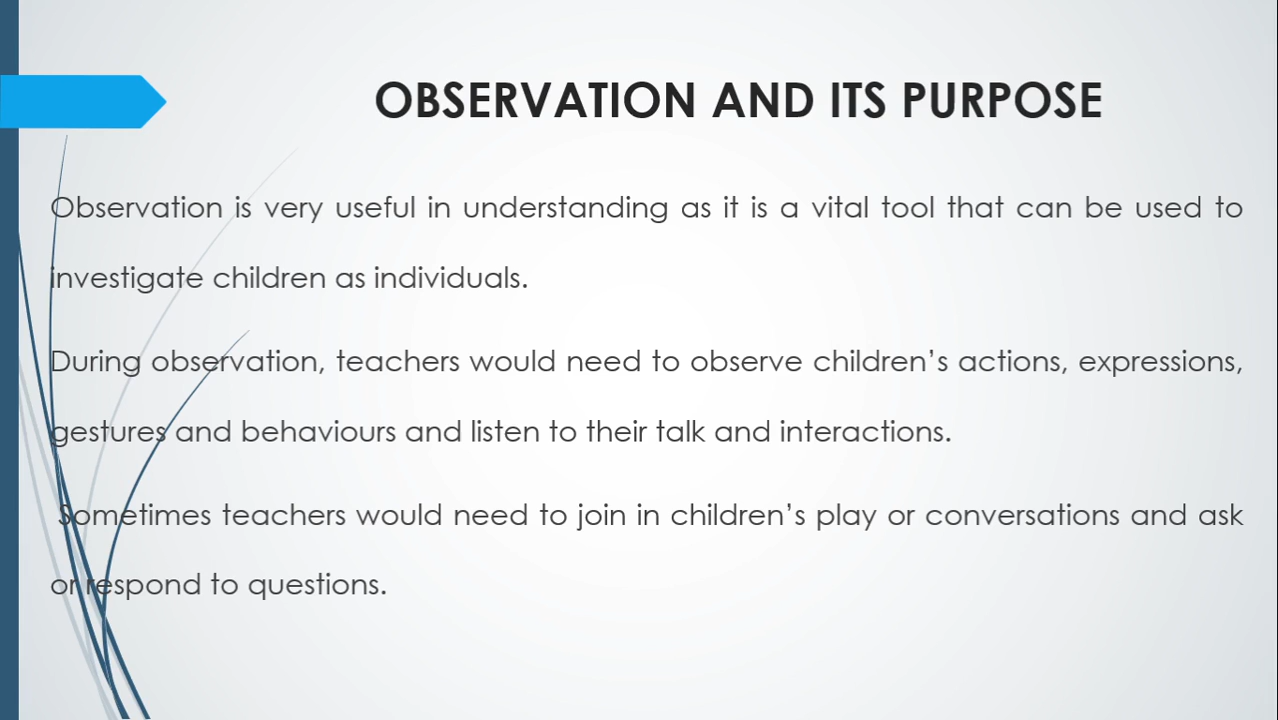 OBSERVATION AND ITS PURPOSE
Observation is very useful in understanding as it is a vital tool that can be used to
investigate children as individuals.
During observation, teachers would need to observe children’s actions, expressions,
gestures and behaviours and listen to their talk and interactions.
Sometimes teachers would need to join in children’s play or conversations and ask
or respond to questions.